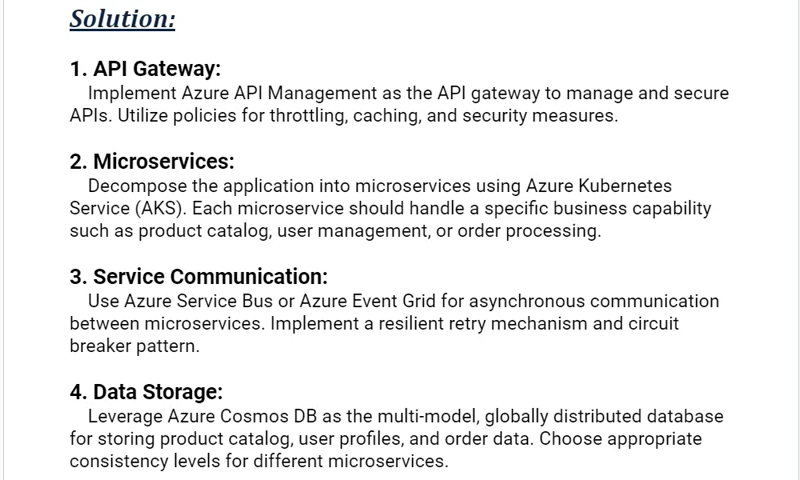 Solution:
1. API Gateway:
Implement Azure API Management as the API gateway to manage and secure
APIs. Utilize policies for throttling, caching, and security measures.
2. Microservices:
Decompose the application into microservices using Azure Kubernetes
Service (AKS). Each microservice should handle a specific business capability
such as product catalog, user management, or order processing.
3. Service Communication:
Use Azure Service Bus or Azure Event Grid for asynchronous communication
between microservices. Implement a resilient retry mechanism and circuit
breaker pattern.
4. Data Storage:
Leverage Azure Cosmos DB as the multi-model, globally distributed database
for storing product catalog, user profiles, and order data. Choose appropriate
consistency levels for different microservices.